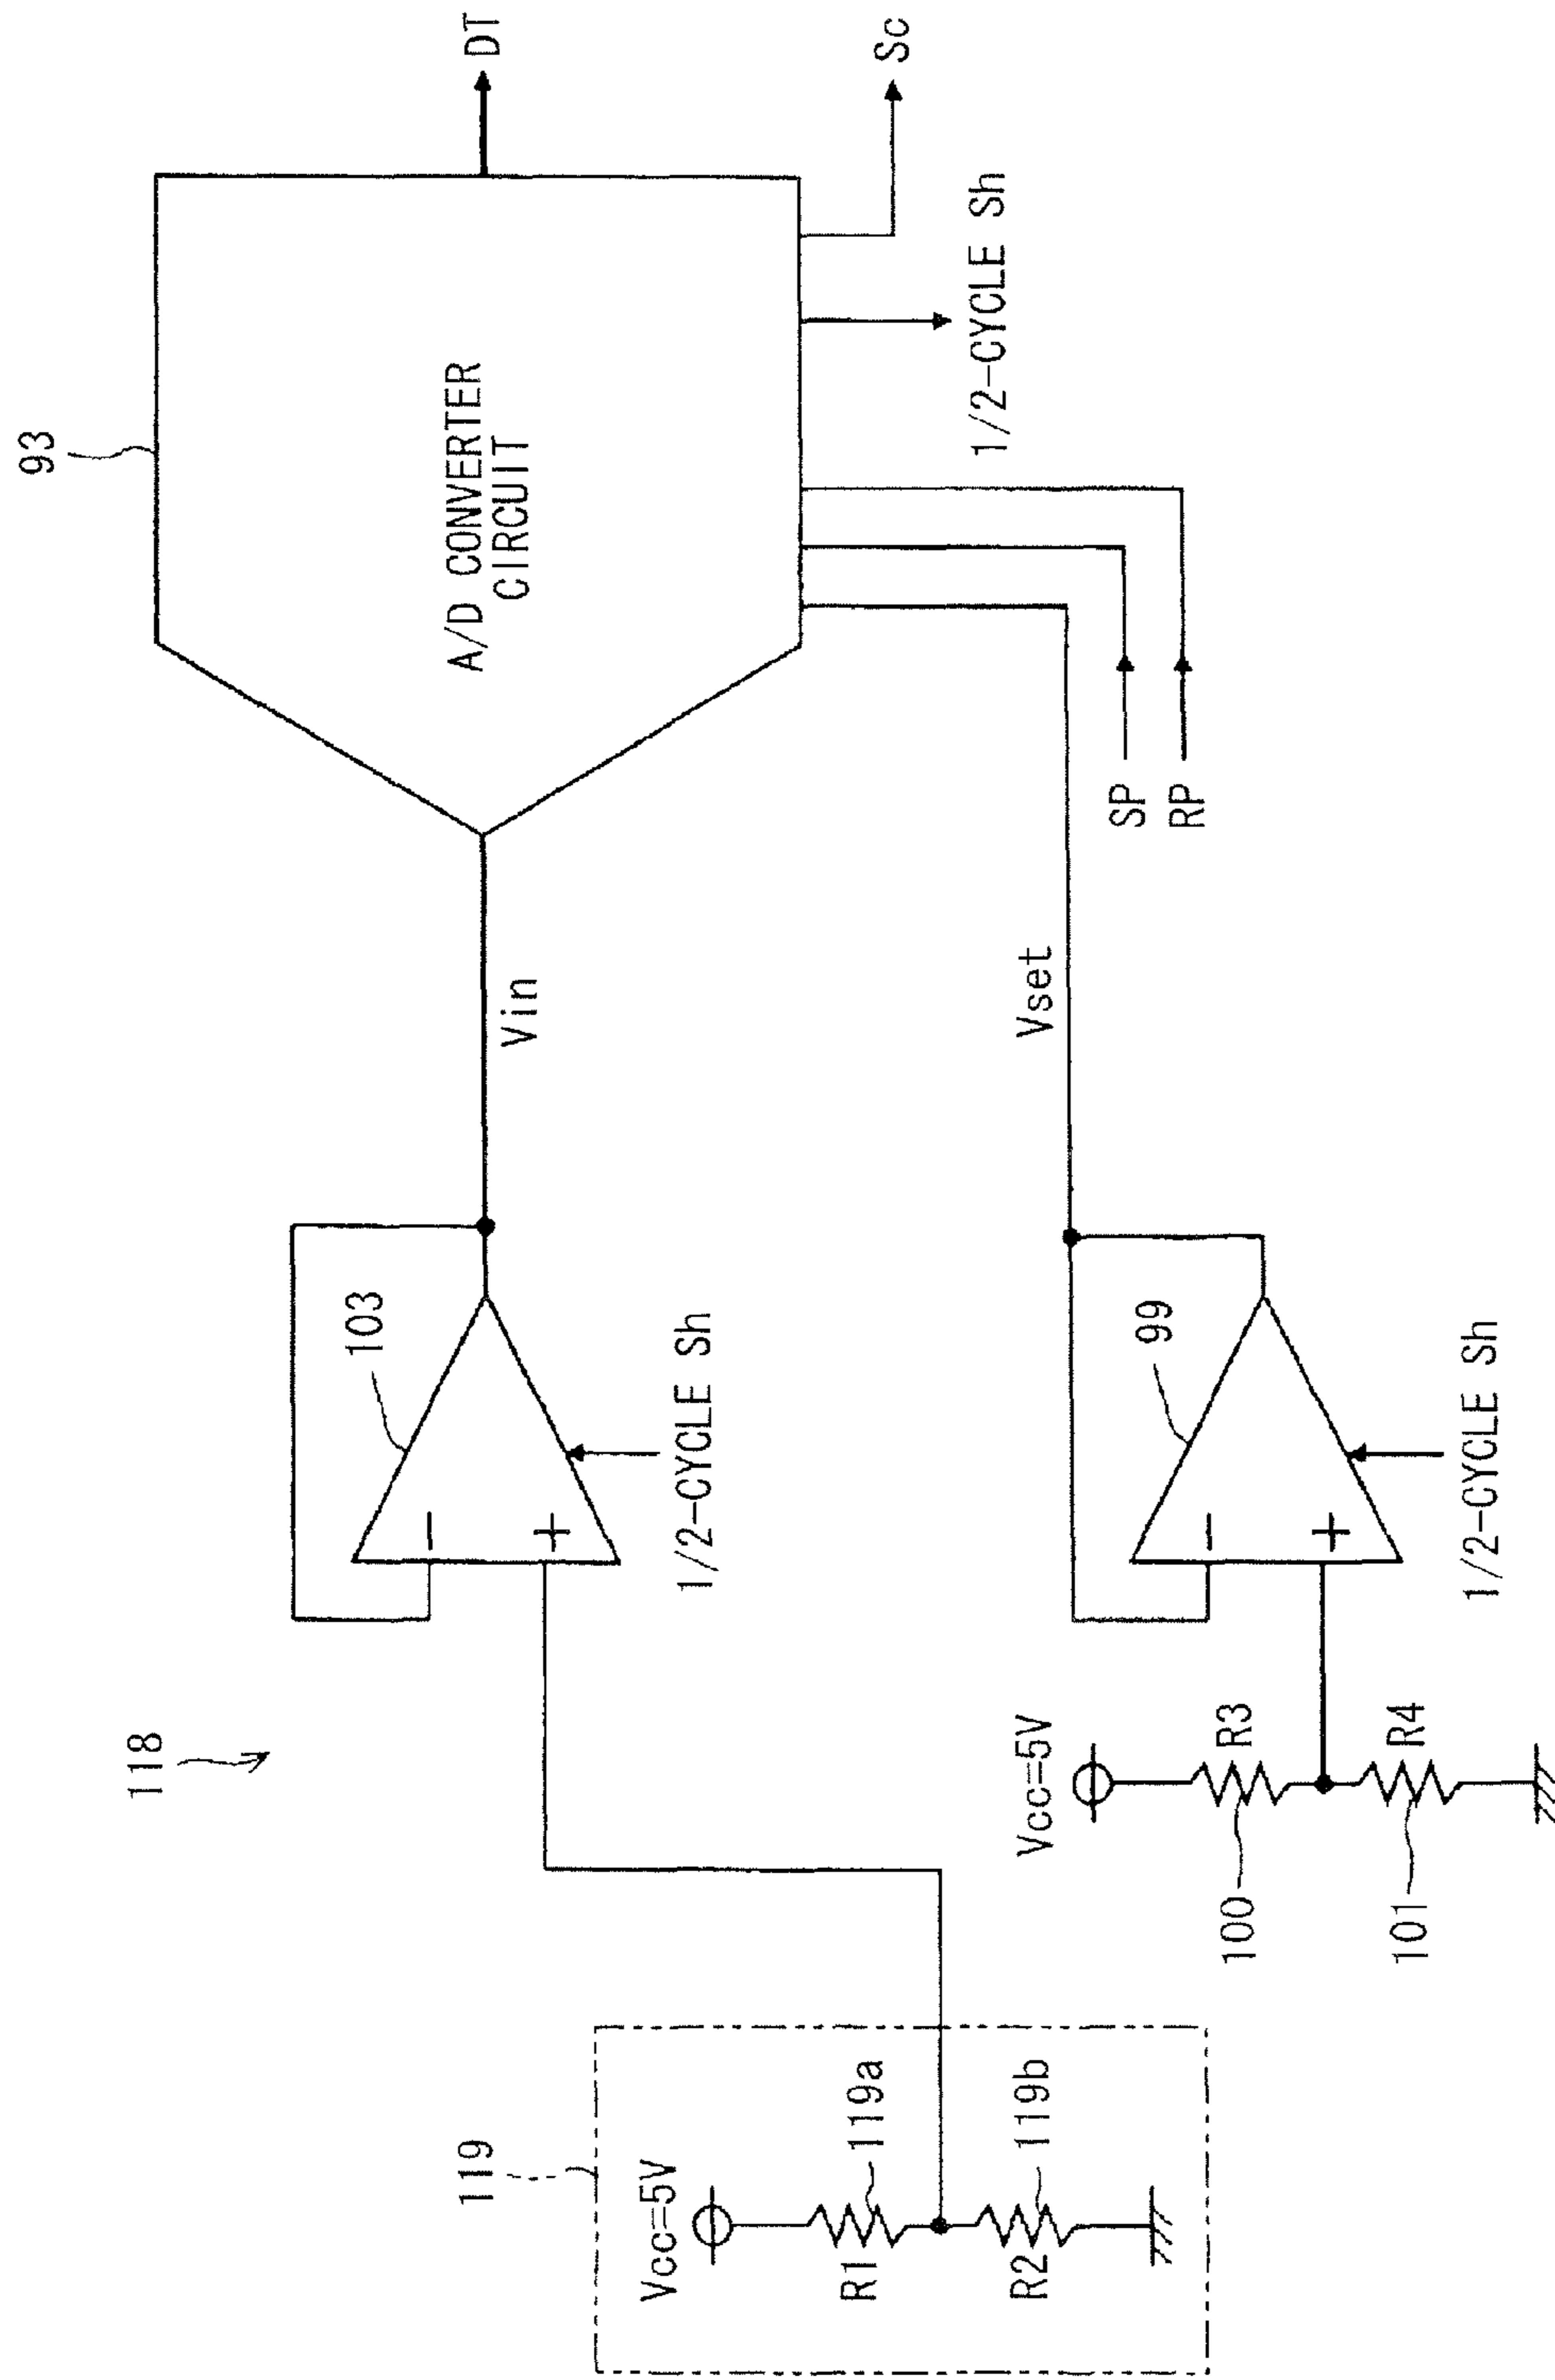 93
A/D CONVERTER
CIRCUIT
DT
Sc
1/2-CYCLE Sh
118
103
Vin
1/2-CYCLE Sh
119
Vcc=5V
R1
119a
R2
119b
Vset
SP
RP
99
1/2-CYCLE Sh
Vcc=5V
100
R3
101
R4